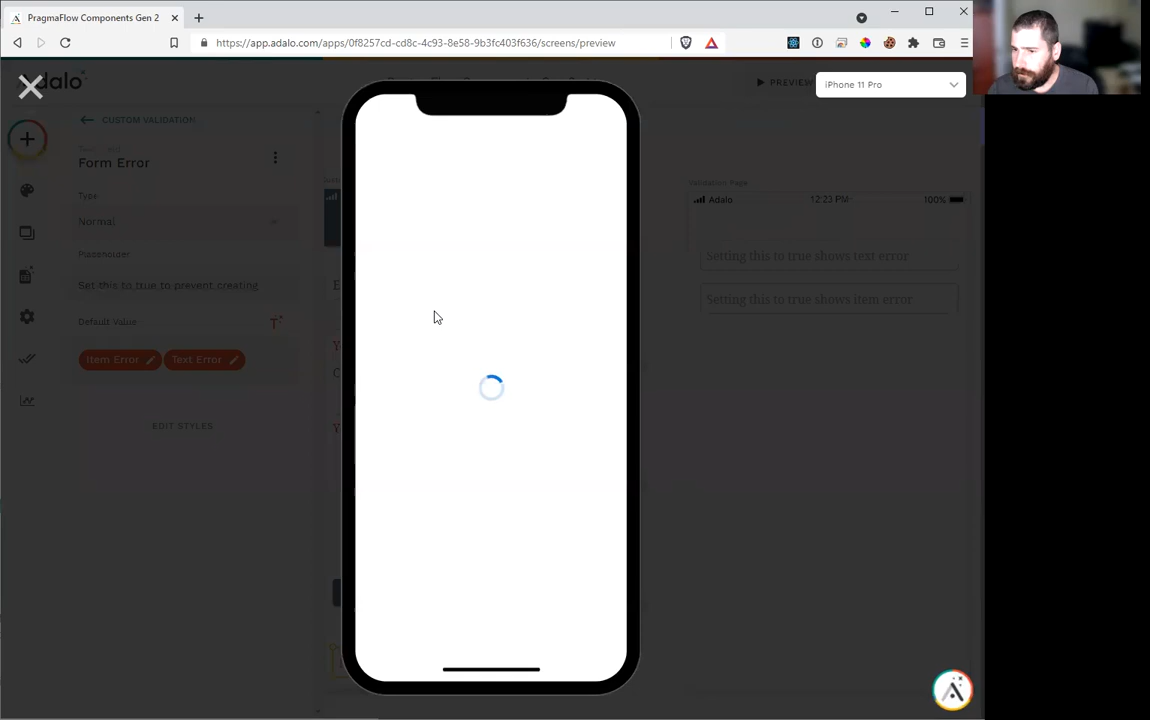 PragmaFlow Components Gen 2
https://app.adalo.com/apps/0f8257cd-cd8c-4c93-8e58-9b3fc403f636/screens/preview
adalo
PREVIEW
iPhone 11 Pro
CUSTOM VALIDATION
Form Error
Type
Normal
Placeholder
Set this to true to prevent creating
Default Value
Item Error
Text Error
EDIT STYLES
Validation Page
Adalo
12:23 PM
100%
Setting this to true shows text error
Setting this to true shows item error